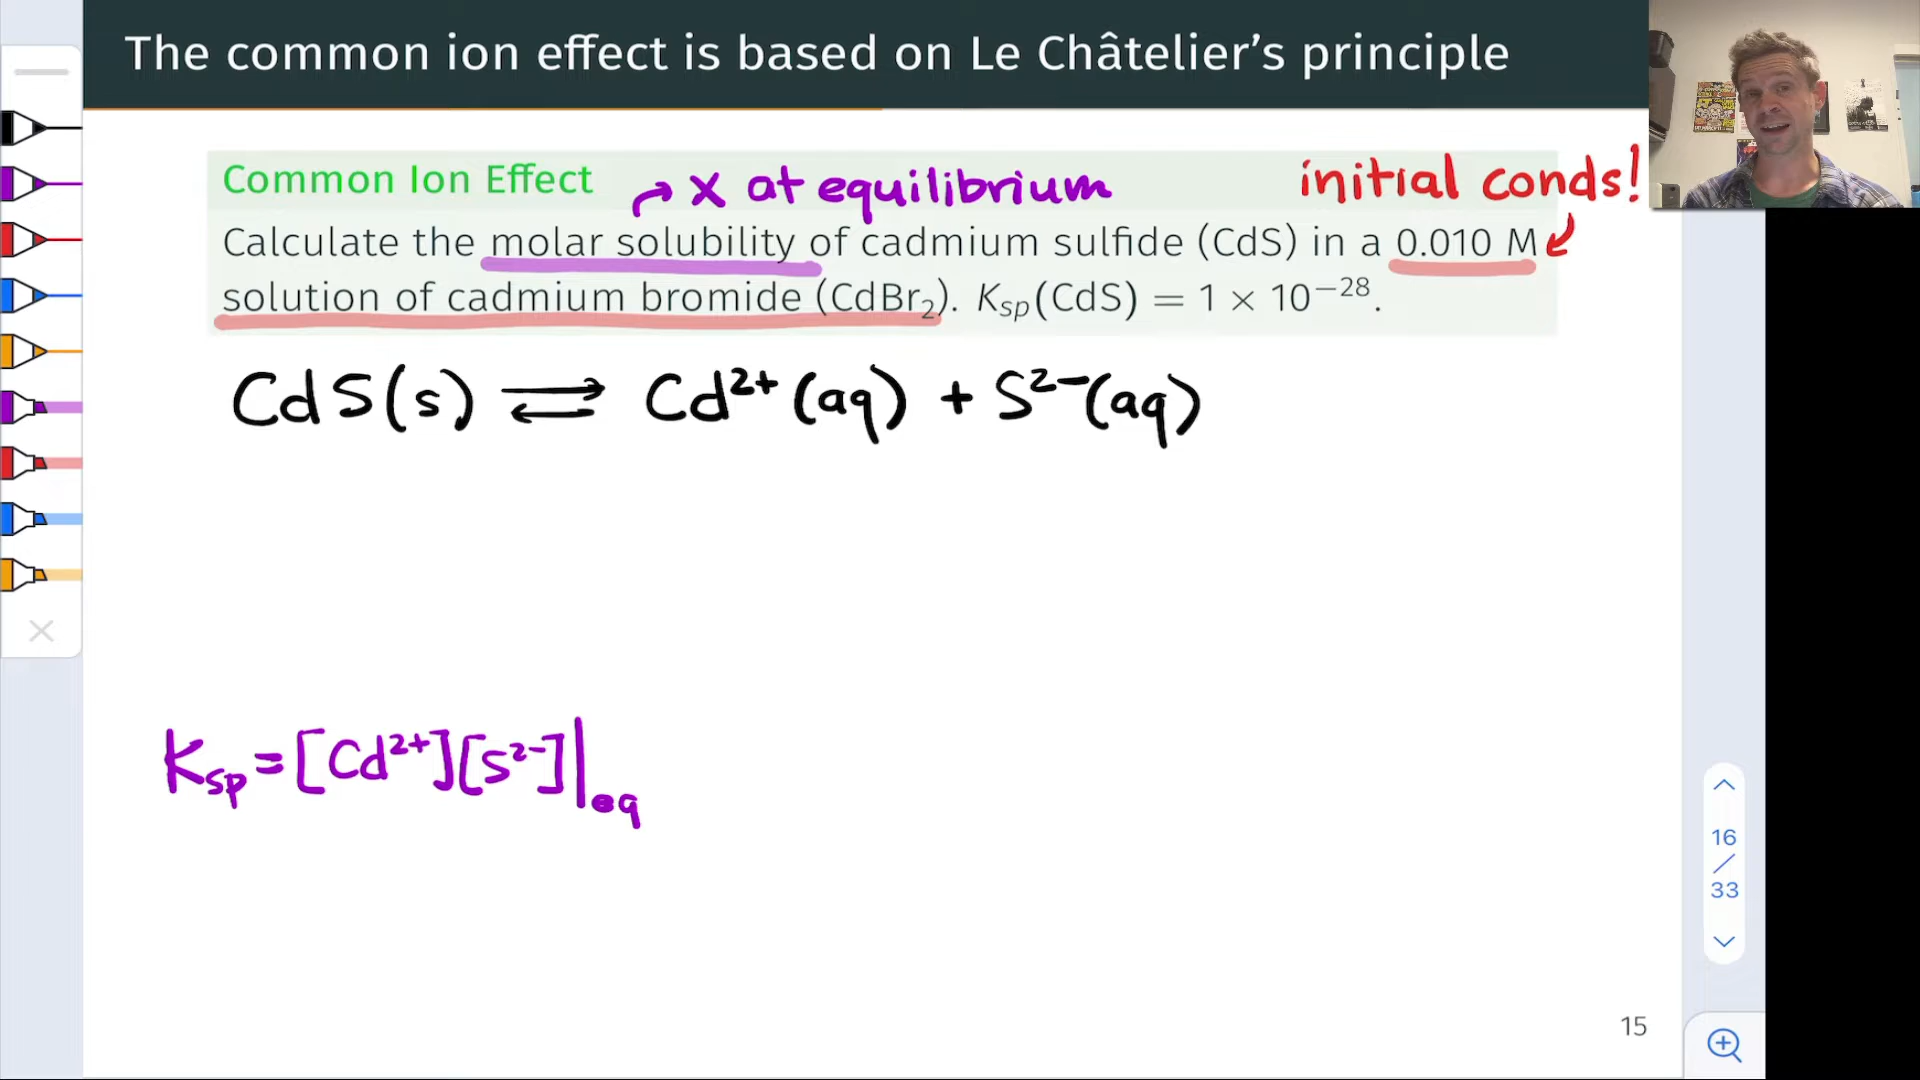 The common ion effect is based on Le Châtelier’s principle
Common Ion Effect
x at equilibrium
initial conds!
Calculate the molar solubility of cadmium sulfide (CdS) in a 0.010 M
solution of cadmium bromide (CdBr₂). Kₛₚ(CdS) = 1 × 10⁻²⁸.
CdS(s) ⇌ Cd²⁺(aq) + S²⁻(aq)
Ksp = [Cd²⁺][S²⁻]|eq
16
/
33
15